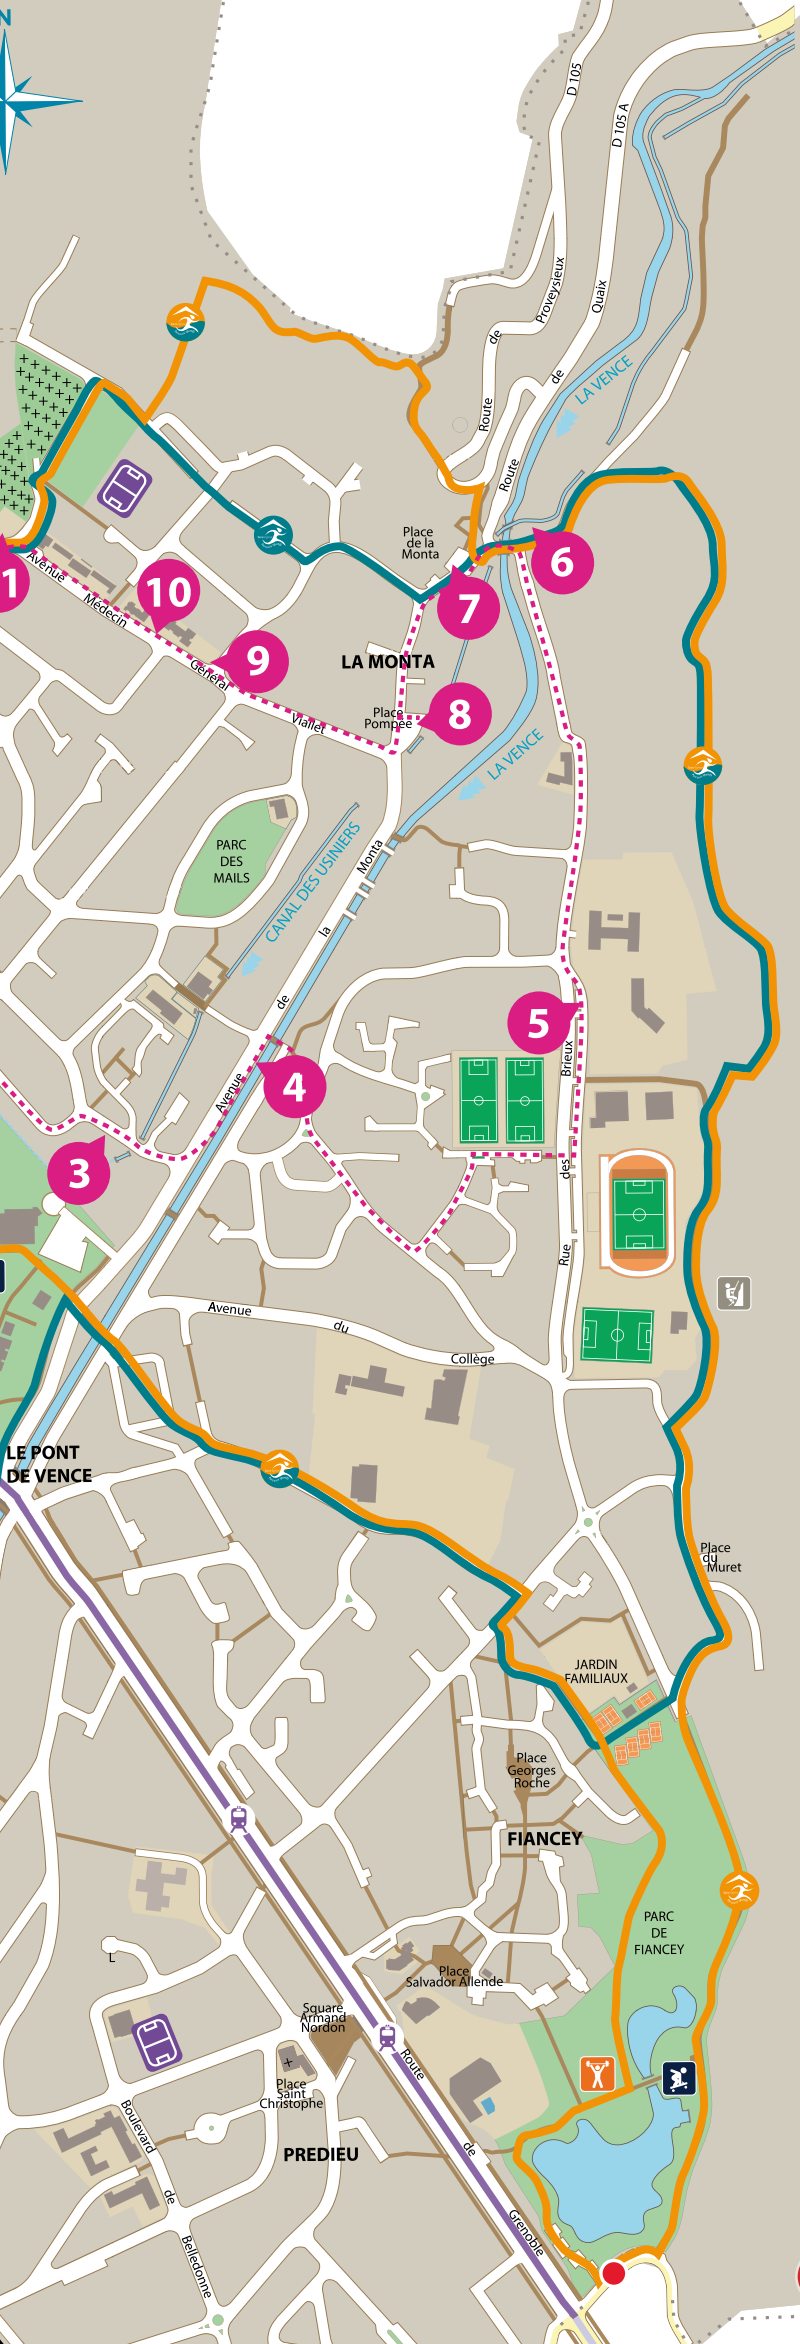 N
D 105
D 105 A
Proveysieux
de
Route
Quaix
de
Route
LA VENCE
Place
de la
Monta
6
1
10
7
9
8
Avenue
Médecin
Général
Viallet
LA MONTA
Place
Pompée
LA VENCE
PARC
DES
MAILS
CANAL DES USINIERS
Monta
la
de
Avenue
5
4
3
Brieux
des
Rue
Avenue
du
Collège
LE PONT
DE VENCE
Place
du
Muret
JARDIN
FAMILIAUX
Place
Georges
Roche
FIANCEY
PARC
DE
FIANCEY
L
Place
Salvador Allende
Square
Armand
Nordon
Place
Saint
Christophe
PREDIEU
Route
de
Grenoble
Boulevard
de
Belledonne